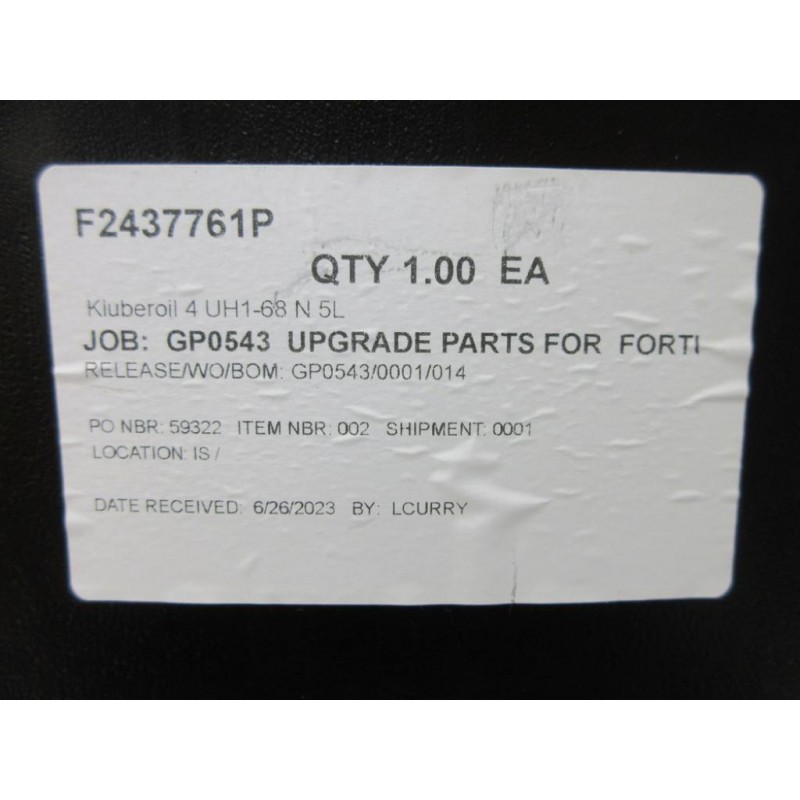 F2437761P
QTY 1.00 EA
Kluberoil 4 UH1-68 N 5L
JOB: GP0543 UPGRADE PARTS FOR FORTI
RELEASE/WO/BOM: GP0543/0001/014
PO NBR: 59322 ITEM NBR: 002 SHIPMENT: 0001
LOCATION: IS /
DATE RECEIVED: 6/26/2023 BY: LCURRY